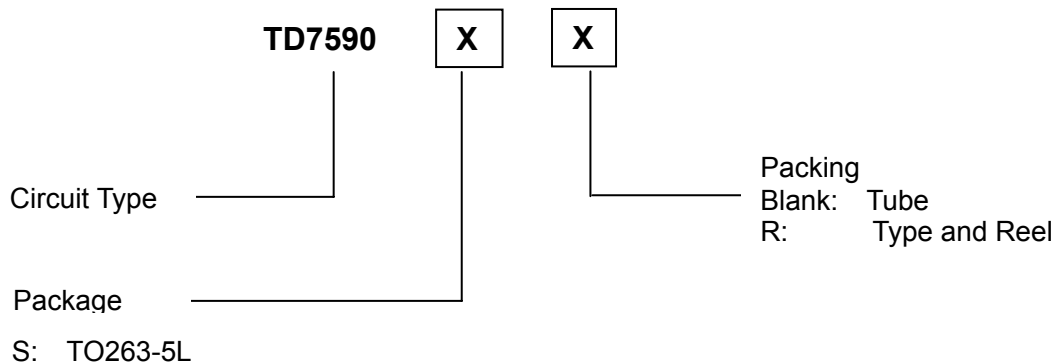 TD7590 X X
Circuit Type
Packing
Blank: Tube
R: Type and Reel
Package
S: TO263-5L